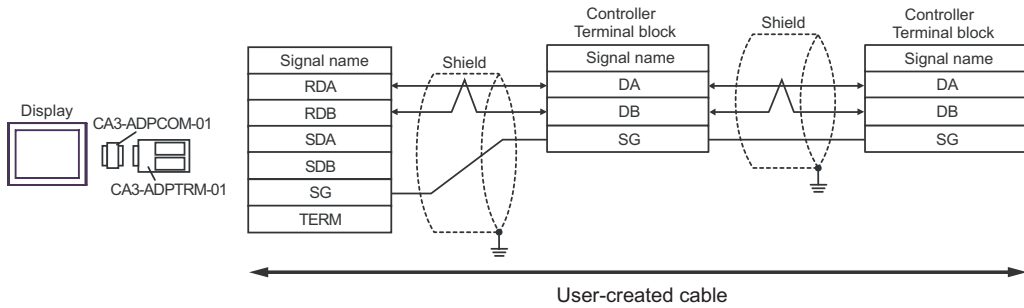 Display
CA3-ADPCOM-01
CA3-ADPTRM-01
Signal name
RDA
RDB
SDA
SDB
SG
TERM
Shield
Controller
Terminal block
Signal name
DA
DB
SG
Shield
Controller
Terminal block
Signal name
DA
DB
SG
User-created cable